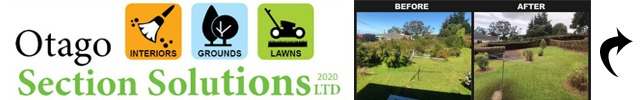 Otago
INTERIORS
GROUNDS
LAWNS
Section Solutions 2020 LTD
BEFORE
AFTER